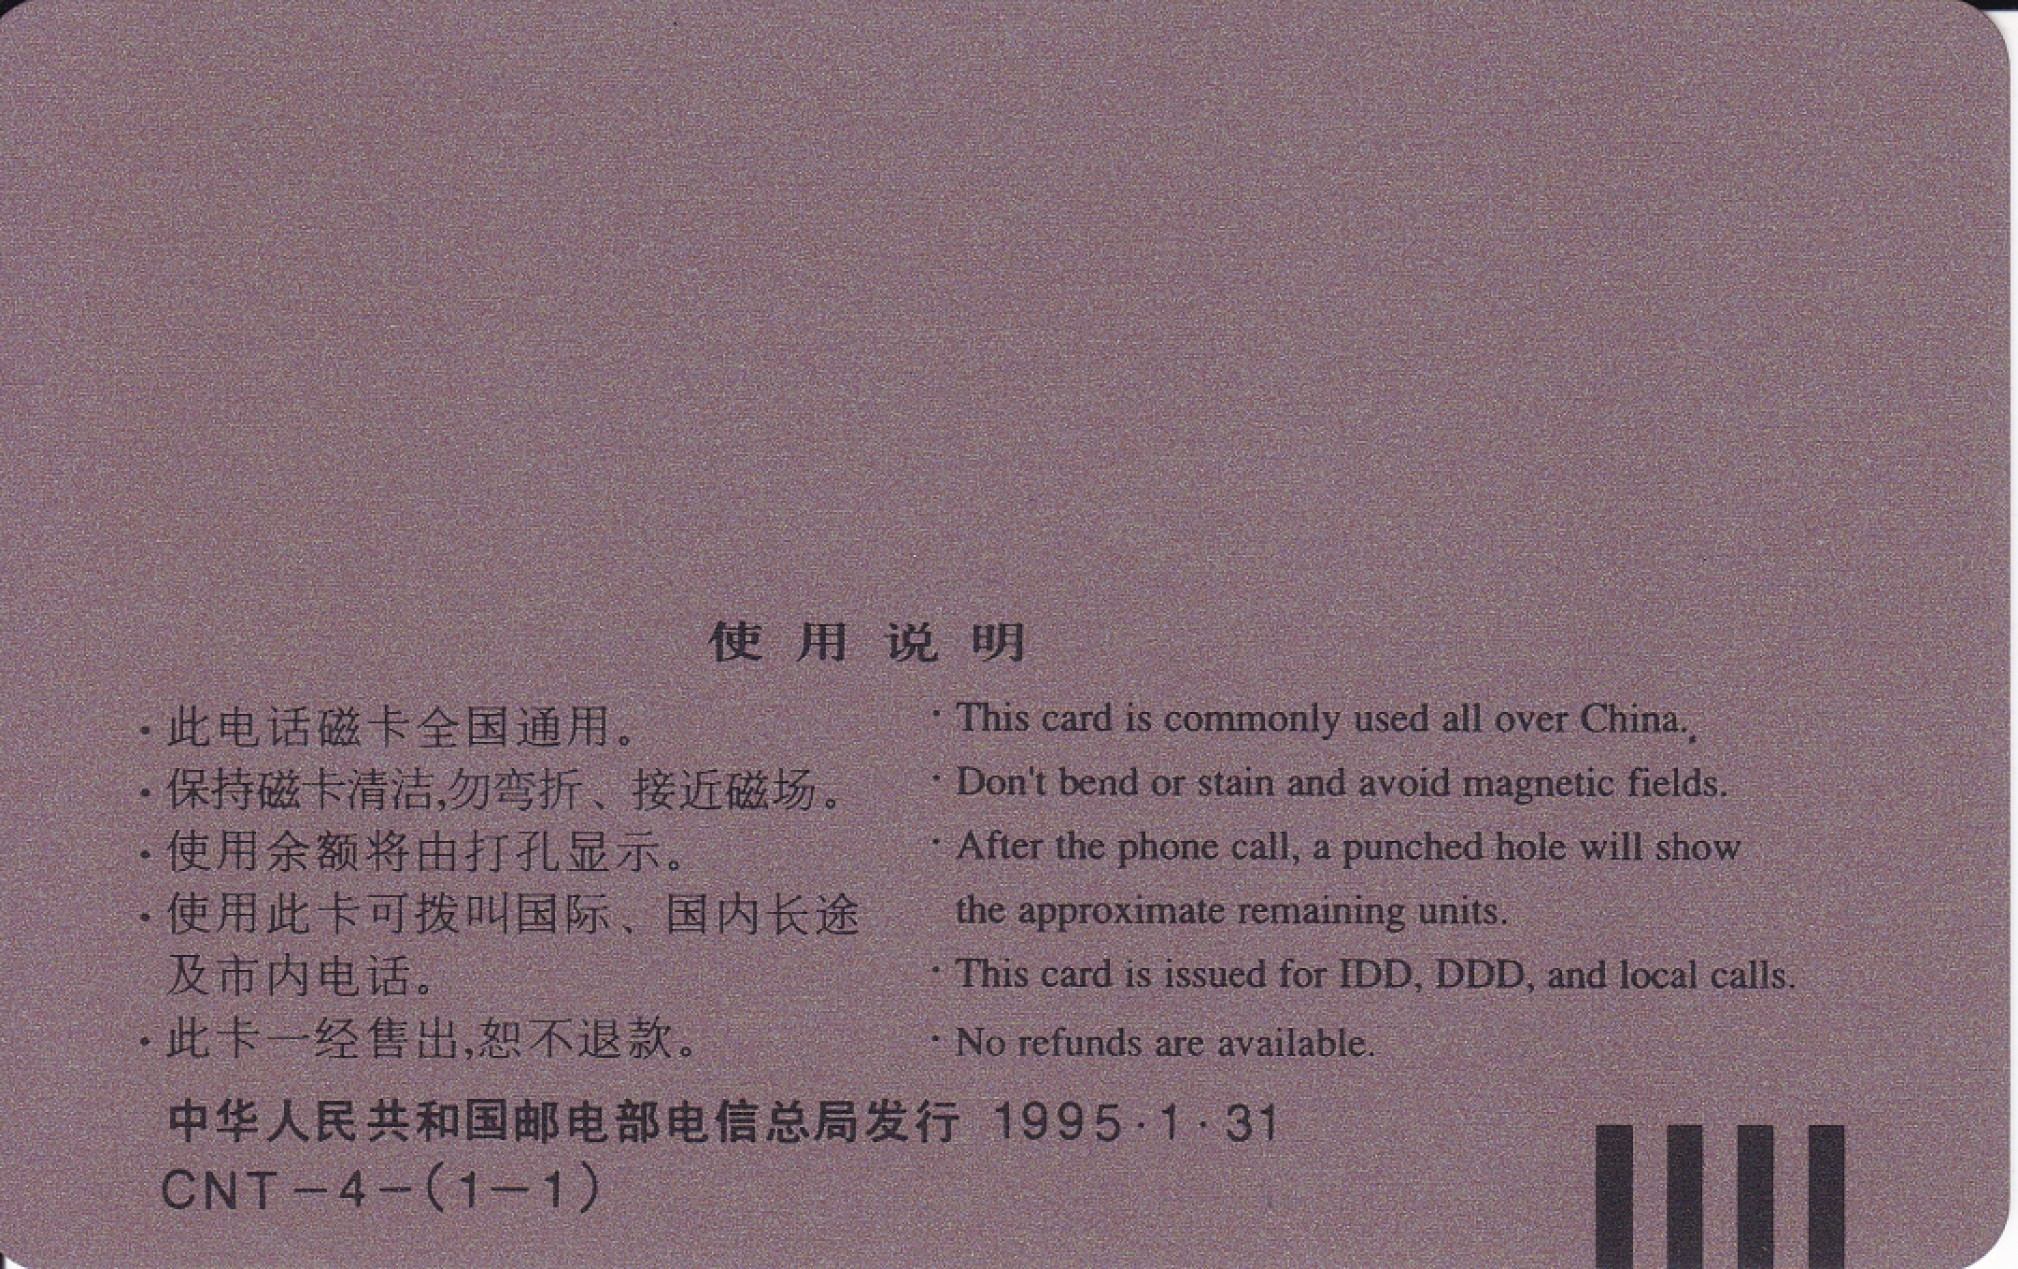 使用说明
·此电话磁卡全国通用。
·保持磁卡清洁,勿弯折、接近磁场。
·使用余额将由打孔显示。
·使用此卡可拨叫国际、国内长途
及市内电话。
·此卡一经售出,恕不退款。
·This card is commonly used all over China.
·Don't bend or stain and avoid magnetic fields.
·After the phone call, a punched hole will show
the approximate remaining units.
·This card is issued for IDD, DDD, and local calls.
·No refunds are available.
中华人民共和国邮电部电信总局发行 1995·1·31
CNT-4-(1-1)